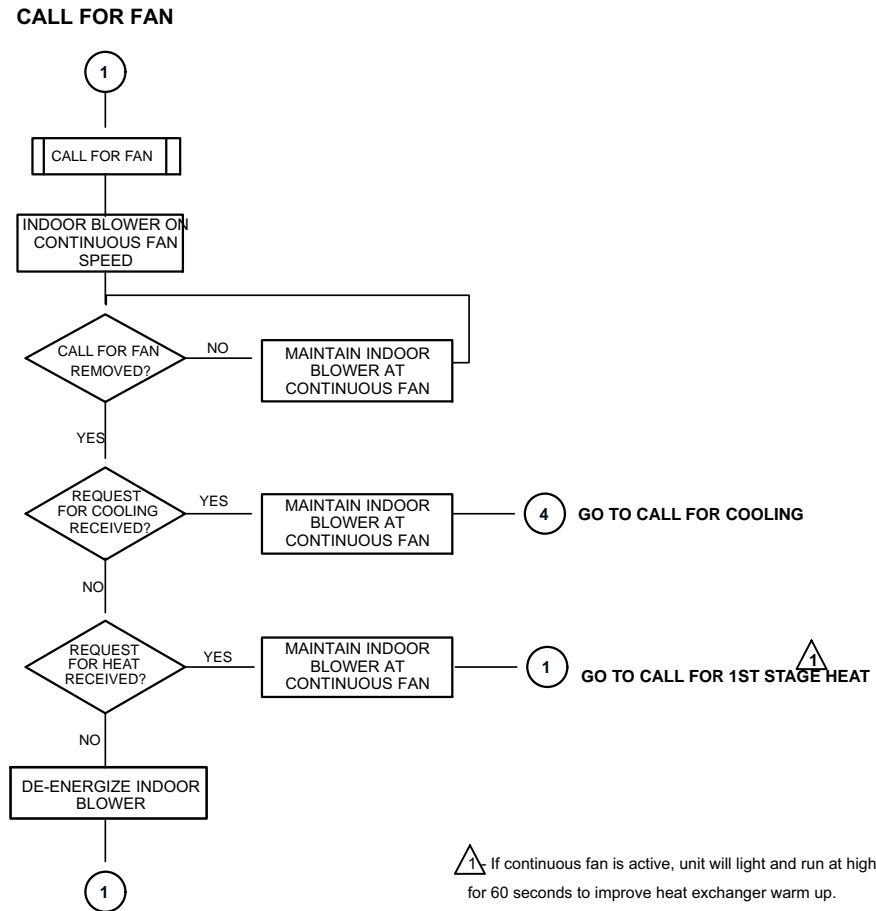 CALL FOR FAN
1
CALL FOR FAN
INDOOR BLOWER ON
CONTINUOUS FAN
SPEED
CALL FOR FAN
REMOVED?
NO
MAINTAIN INDOOR
BLOWER AT
CONTINUOUS FAN
YES
REQUEST
FOR COOLING
RECEIVED?
YES
MAINTAIN INDOOR
BLOWER AT
CONTINUOUS FAN
4
GO TO CALL FOR COOLING
NO
REQUEST
FOR HEAT
RECEIVED?
YES
MAINTAIN INDOOR
BLOWER AT
CONTINUOUS FAN
1
1
GO TO CALL FOR 1ST STAGE HEAT
NO
DE-ENERGIZE INDOOR
BLOWER
1
1- If continuous fan is active, unit will light and run at high
for 60 seconds to improve heat exchanger warm up.